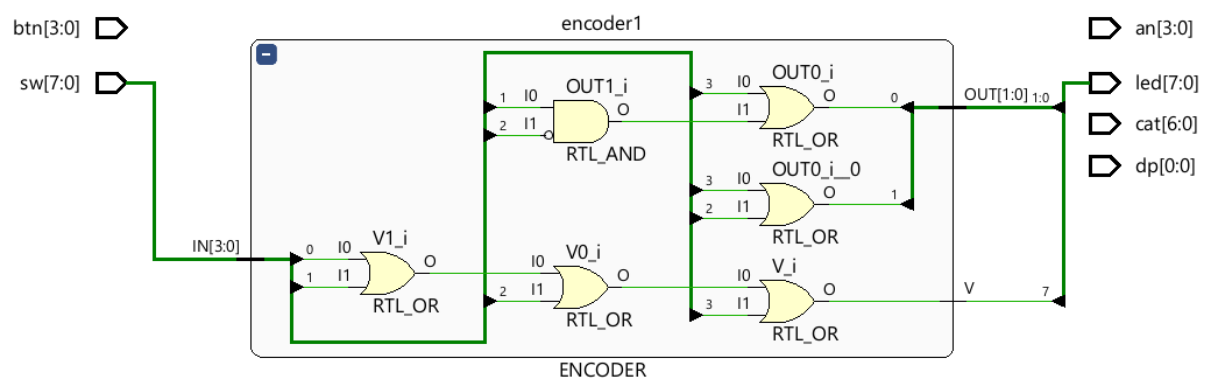 encoder1
btn[3:0]
an[3:0]
sw[7:0]
OUT1_i
OUT0_i
led[7:0]
1 I0
O
3 I0
O
0
OUT[1:0] 1:0
2 I1
I1
cat[6:0]
RTL_AND
RTL_OR
dp[0:0]
OUT0_i__0
3 I0
O
1
2 I1
RTL_OR
IN[3:0]
V1_i
V0_i
V_i
0 I0
O
I0
O
I0
O
V
7
1 I1
2 I1
3 I1
RTL_OR
RTL_OR
RTL_OR
ENCODER